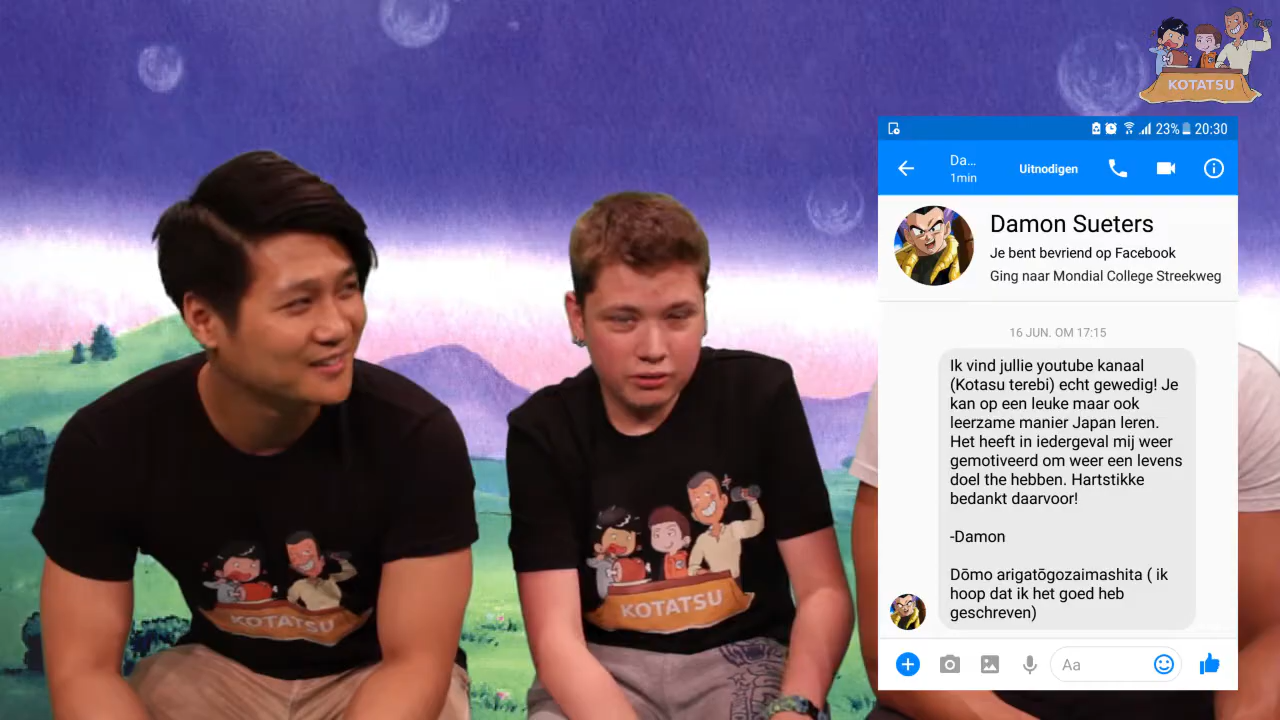 KOTATSU
23% 20:30
Da...
1min
Uitnodigen
Damon Sueters
Je bent bevriend op Facebook
Ging naar Mondial College Streekweg
16 JUN. OM 17:15
Ik vind jullie youtube kanaal
(Kotasu terebi) echt gewedig! Je
kan op een leuke maar ook
leerzame manier Japan leren.
Het heeft in iedergeval mij weer
gemotiveerd om weer een levens
doel the hebben. Hartstikke
bedankt daarvoor!
-Damon
Dōmo arigatōgozaimashita ( ik
hoop dat ik het goed heb
geschreven)
Aa
KOTATSU
KOTATSU